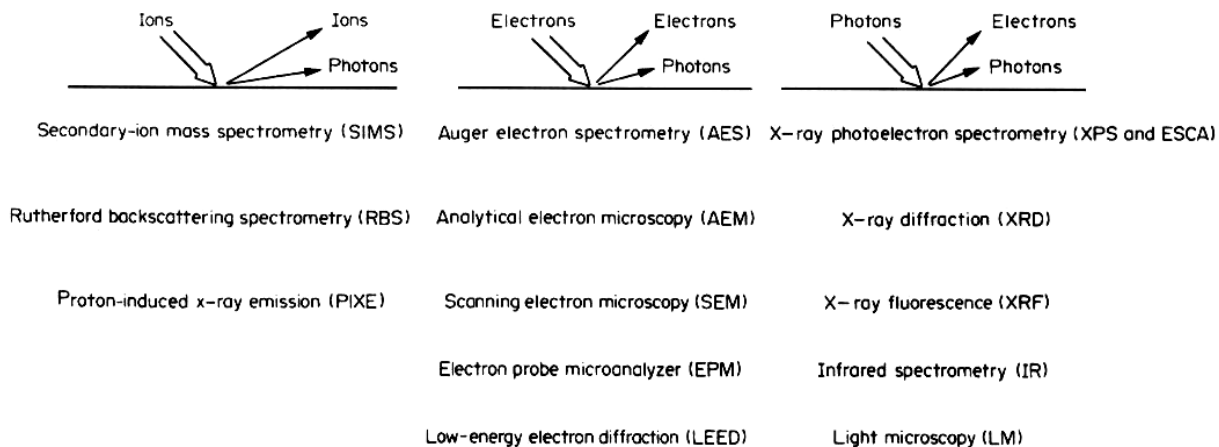 Ions
Ions
Photons
Secondary-ion mass spectrometry (SIMS)
Rutherford backscattering spectrometry (RBS)
Proton-induced x-ray emission (PIXE)
Electrons
Electrons
Photons
Auger electron spectrometry (AES)
Analytical electron microscopy (AEM)
Scanning electron microscopy (SEM)
Electron probe microanalyzer (EPM)
Low-energy electron diffraction (LEED)
Photons
Electrons
Photons
X-ray photoelectron spectrometry (XPS and ESCA)
X-ray diffraction (XRD)
X-ray fluorescence (XRF)
Infrared spectrometry (IR)
Light microscopy (LM)